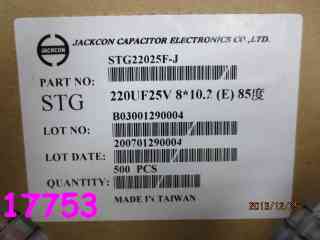 JACKCON CAPACITOR ELECTRONICS CO.,LTD.
JACKCON
STG22025F-J
PART NO:
STG
220UF25V 8*10.2 (E) 85度
B03001290004
LOT NO:
200701290004
LOT DATE:
500 PCS
QUANTITY:
MADE IN TAIWAN
17753